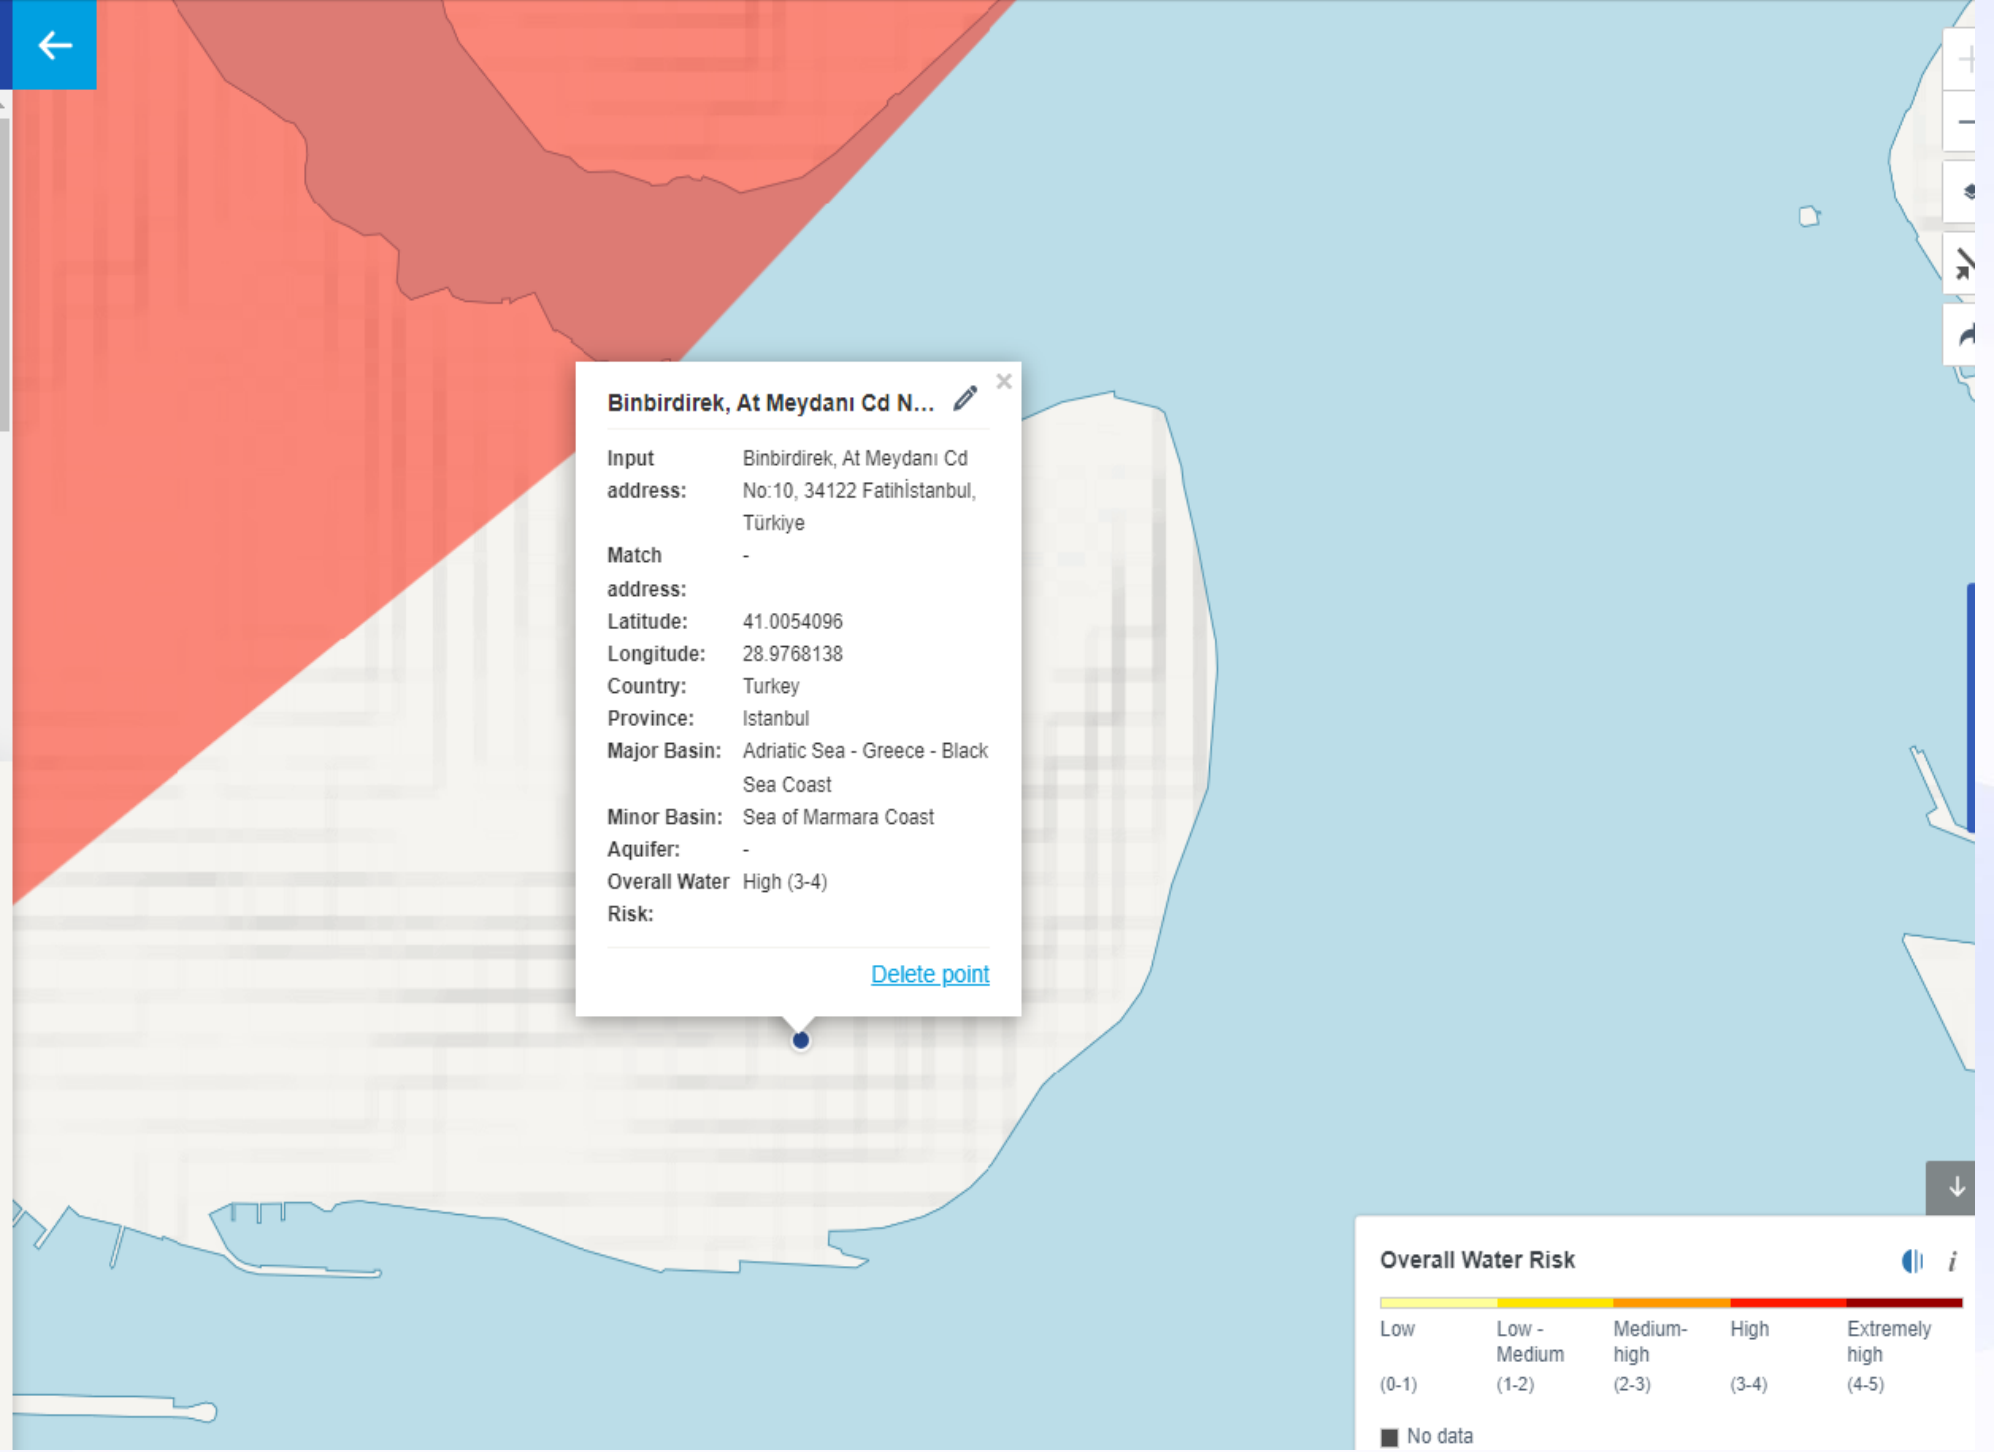 Binbirdirek, At Meydanı Cd N...
Input address: Binbirdirek, At Meydanı Cd No:10, 34122 Fatihİstanbul, Türkiye
Match address: -
Latitude: 41.0054096
Longitude: 28.9768138
Country: Turkey
Province: Istanbul
Major Basin: Adriatic Sea - Greece - Black Sea Coast
Minor Basin: Sea of Marmara Coast
Aquifer: -
Overall Water Risk: High (3-4)
Delete point
Overall Water Risk i
Low
(0-1)
Low - Medium
(1-2)
Medium-high
(2-3)
High
(3-4)
Extremely high
(4-5)
No data